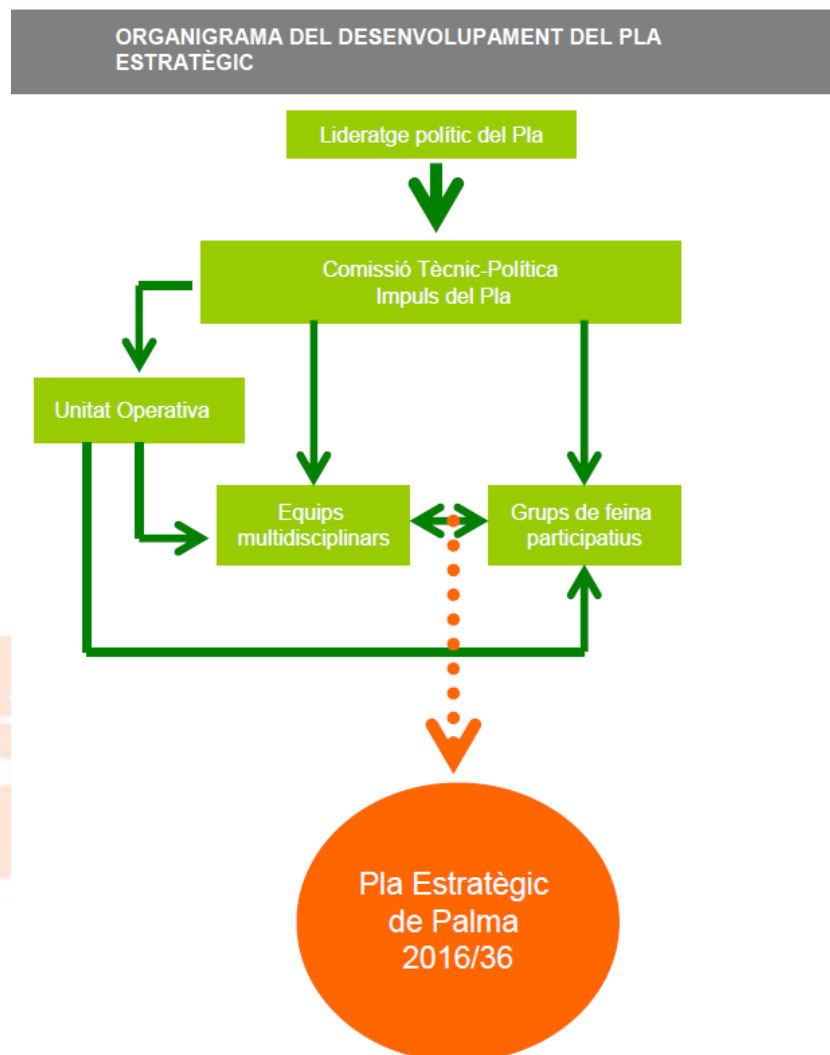 ORGANIGRAMA DEL DESENVOLUPAMENT DEL PLA
ESTRATÈGIC
Lideratge polític del Pla
Comissió Tècnic-Política
Impuls del Pla
Unitat Operativa
Equips
multidisciplinars
Grups de feina
participatius
Pla Estratègic
de Palma
2016/36